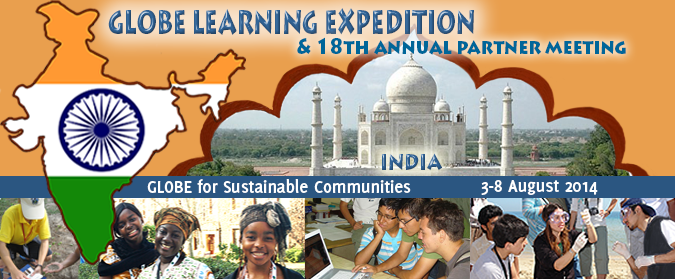 GLOBE LEARNING EXPEDITION
& 18TH ANNUAL PARTNER MEETING
INDIA
GLOBE for Sustainable Communities 3-8 August 2014